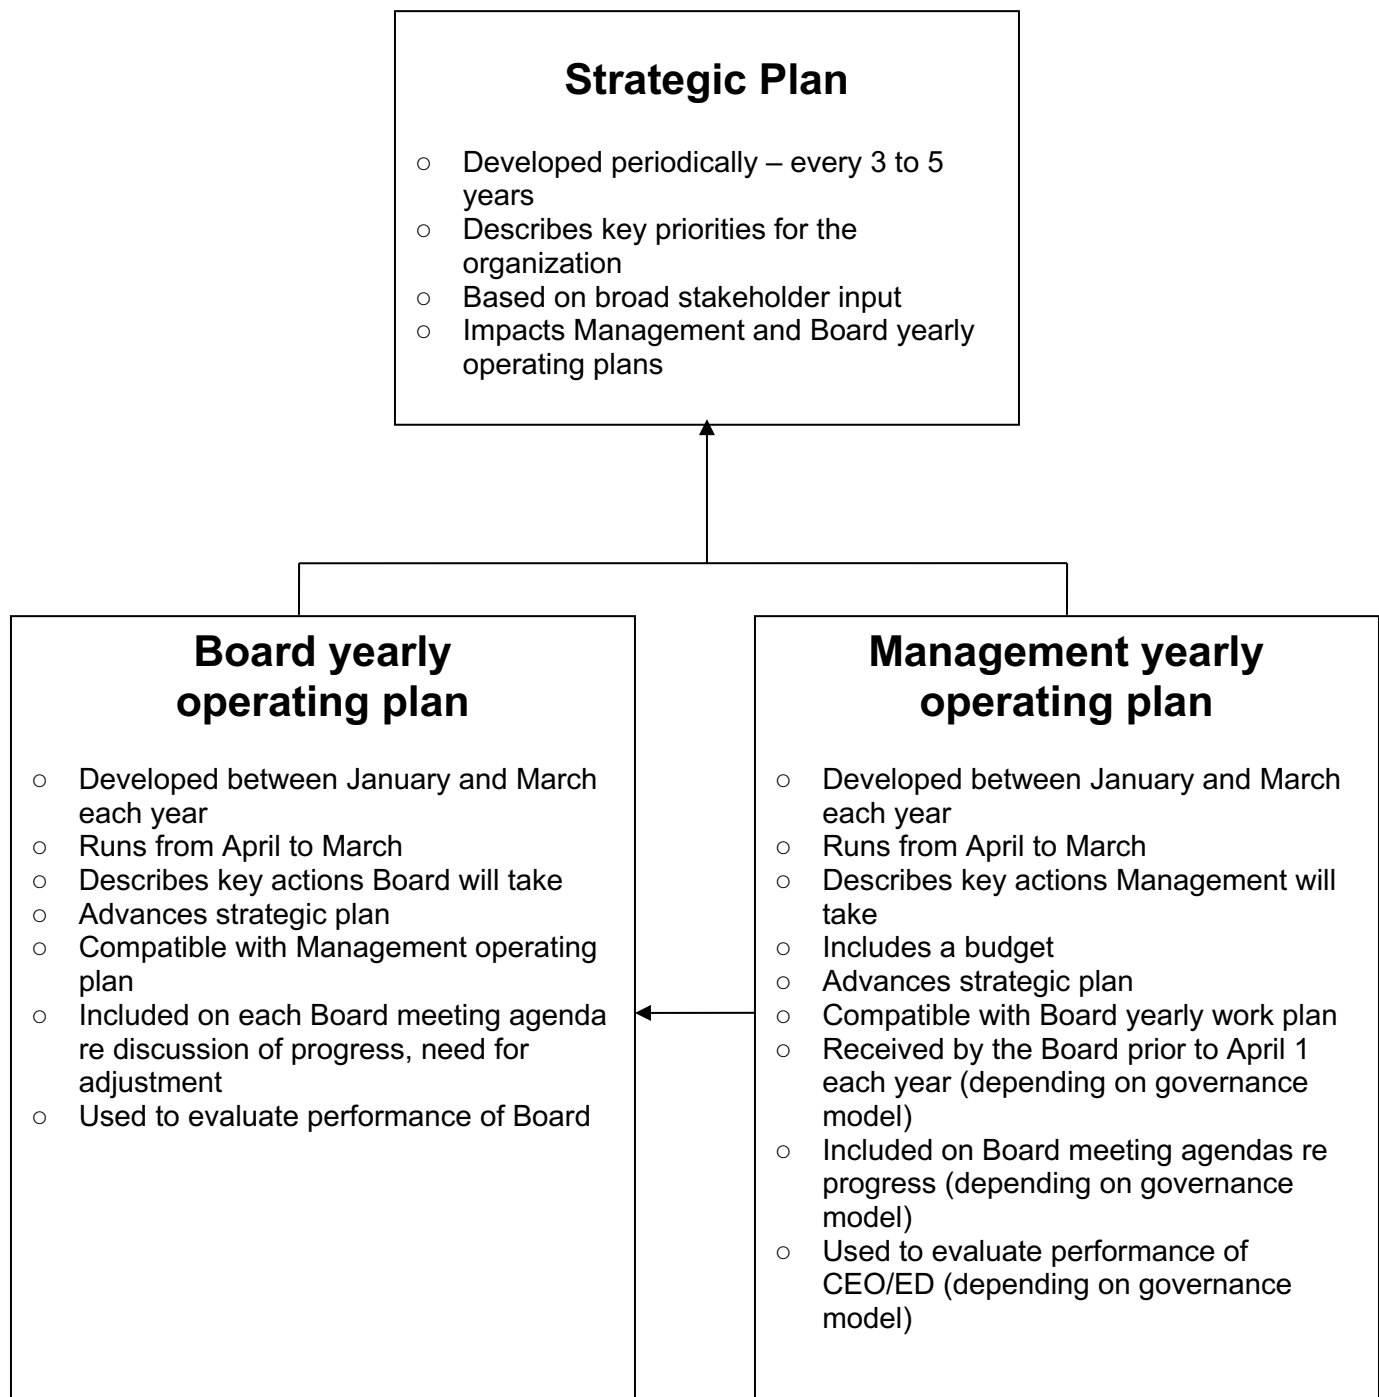 Strategic Plan
○ Developed periodically – every 3 to 5
years
○ Describes key priorities for the
organization
○ Based on broad stakeholder input
○ Impacts Management and Board yearly
operating plans
Board yearly
operating plan
○ Developed between January and March
each year
○ Runs from April to March
○ Describes key actions Board will take
○ Advances strategic plan
○ Compatible with Management operating
plan
○ Included on each Board meeting agenda
re discussion of progress, need for
adjustment
○ Used to evaluate performance of Board
Management yearly
operating plan
○ Developed between January and March
each year
○ Runs from April to March
○ Describes key actions Management will
take
○ Includes a budget
○ Advances strategic plan
○ Compatible with Board yearly work plan
○ Received by the Board prior to April 1
each year (depending on governance
model)
○ Included on Board meeting agendas re
progress (depending on governance
model)
○ Used to evaluate performance of
CEO/ED (depending on governance
model)